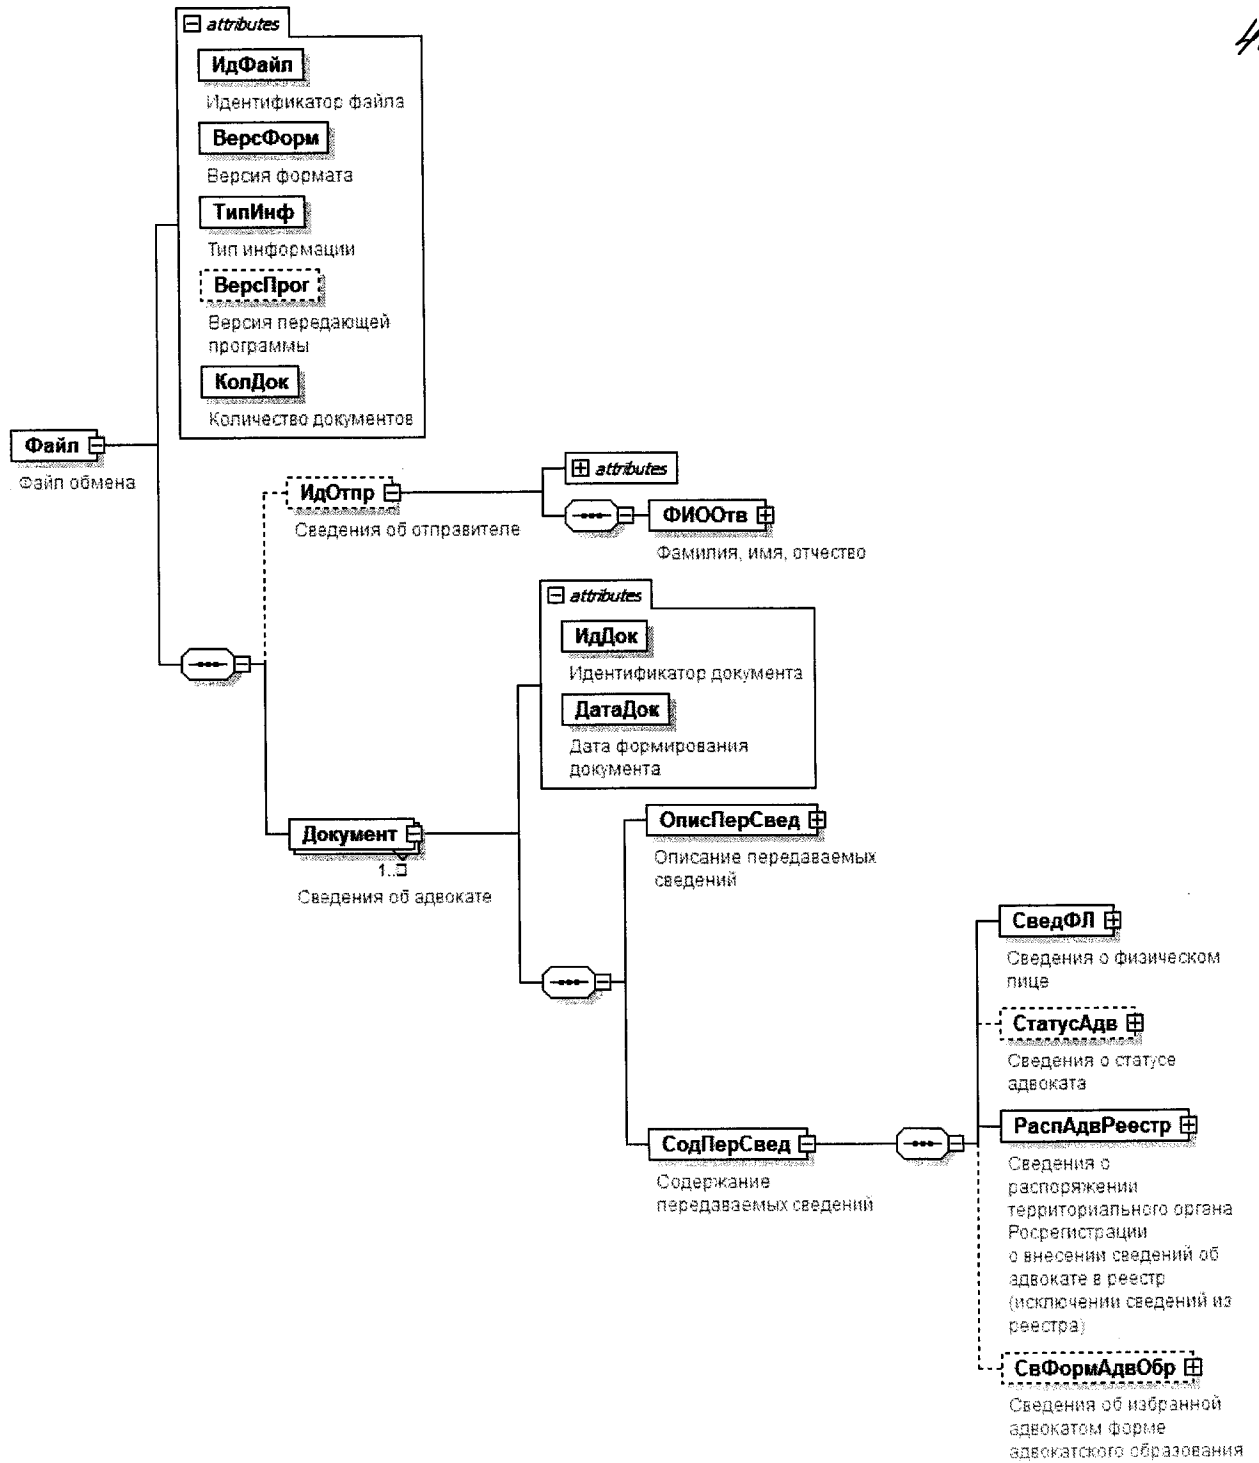 attributes
ИдФайл
Идентификатор файла
ВерсФорм
Версия формата
ТипИнф
Тип информации
ВерсПрог
Версия передающей
программы
КолДок
Количество документов
Файл
Файл обмена
ИдОтпр
Сведения об отправителе
attributes
ФИООтв
Фамилия, имя, отчество
attributes
ИдДок
Идентификатор документа
ДатаДок
Дата формирования
документа
Документ
1..
Сведения об адвокате
ОписПерСвед
Описание передаваемых
сведений
СодПерСвед
Содержание
передаваемых сведений
СведФЛ
Сведения о физическом
лице
СтатусАдв
Сведения о статусе
адвоката
РаспАдвРеестр
Сведения о
распоряжении
территориального органа
Росрегистрации
о внесении сведений об
адвокате в реестр
(исключении сведений из
реестра)
СвФормАдвОбр
Сведения об избранной
адвокатом форме
адвокатского образования